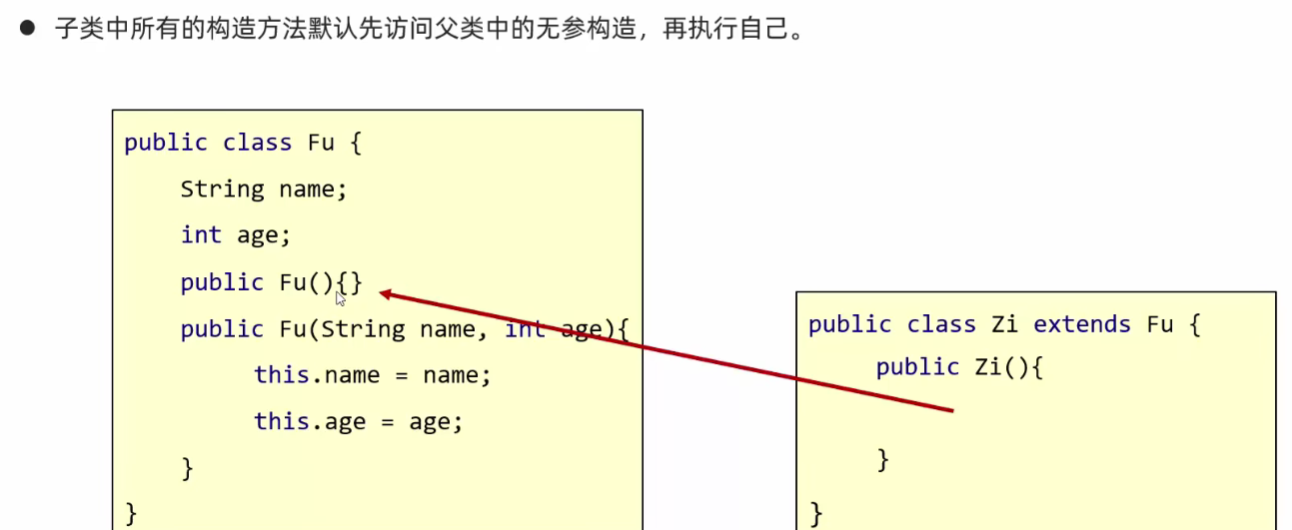 ● 子类中所有的构造方法默认先访问父类中的无参构造，再执行自己。
public class Fu {
String name;
int age;
public Fu(){}
public Fu(String name, int age){
this.name = name;
this.age = age;
}
}
public class Zi extends Fu {
public Zi(){
}
}